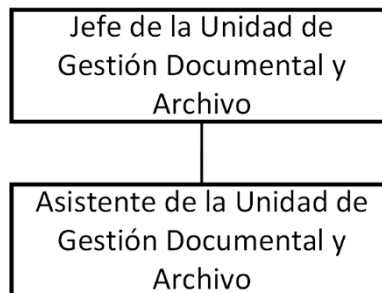 Jefe de la Unidad de
Gestión Documental y
Archivo
Asistente de la Unidad de
Gestión Documental y
Archivo